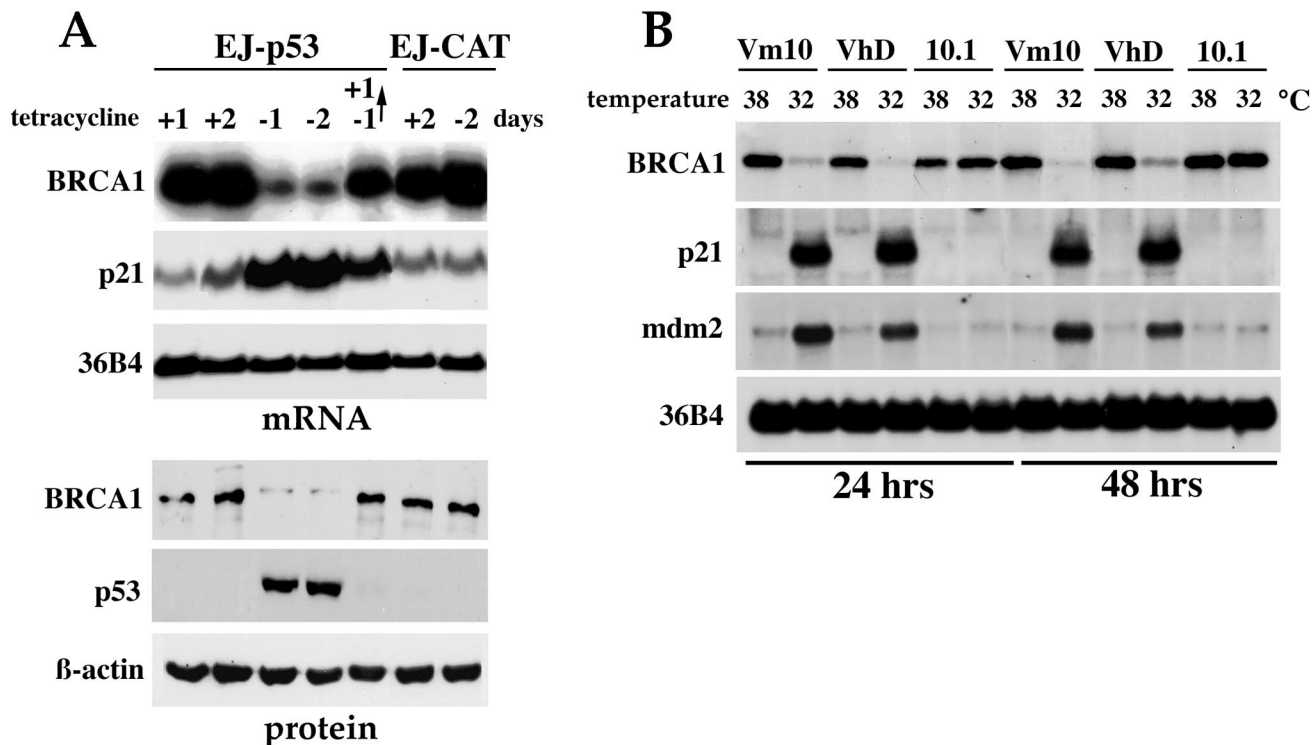 A
EJ-p53 EJ-CAT
+1
tetracycline +1 +2 -1 -2 -1 +2 -2 days
BRCA1
p21
36B4
mRNA
BRCA1
p53
ß-actin
protein
B
Vm10 VhD 10.1 Vm10 VhD 10.1
temperature 38 32 38 32 38 32 38 32 38 32 38 32 °C
BRCA1
p21
mdm2
36B4
24 hrs 48 hrs